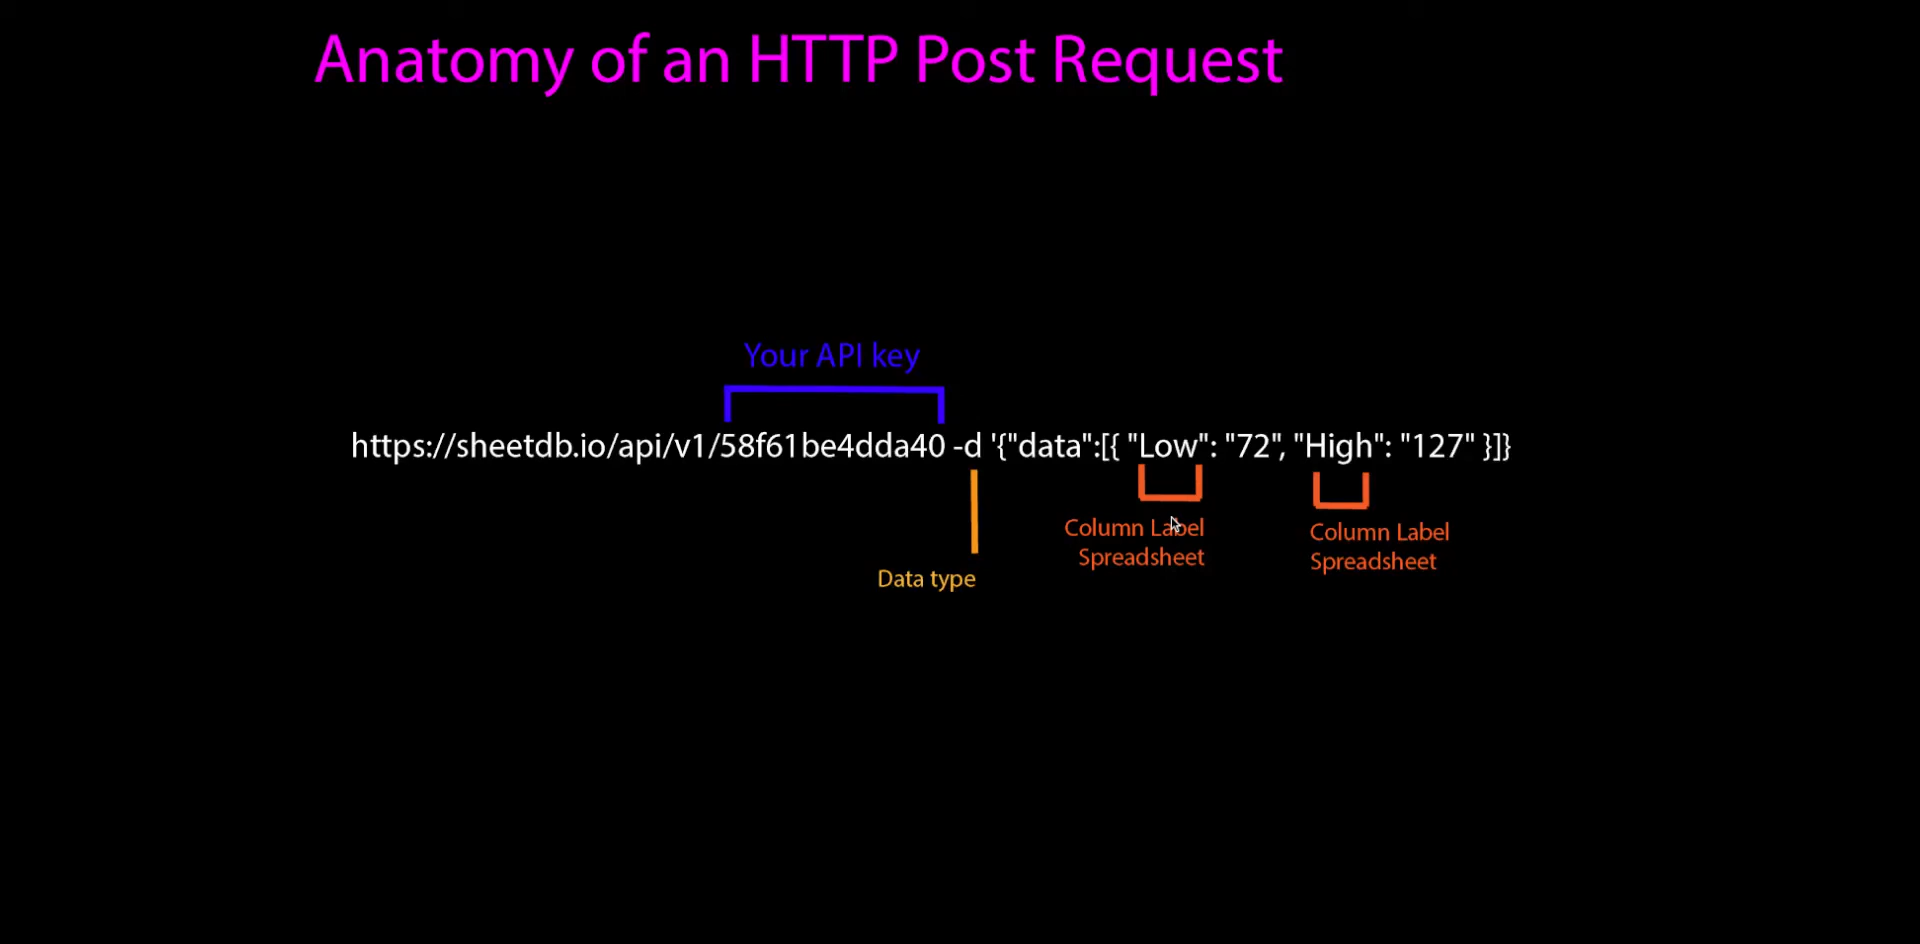 Anatomy of an HTTP Post Request
Your API key
https://sheetdb.io/api/v1/58f61be4dda40 -d '{"data":[{ "Low": "72", "High": "127" }]}
Column Label
Spreadsheet
Column Label
Spreadsheet
Data type